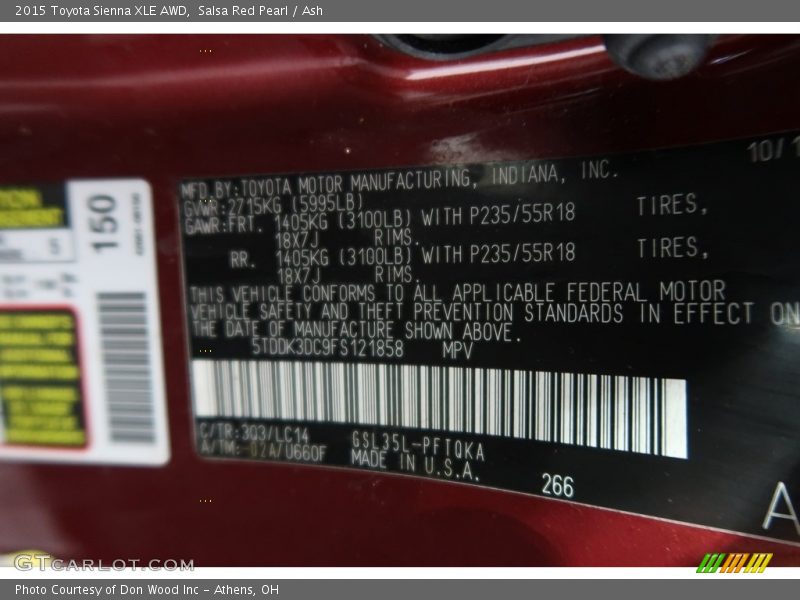 2015 Toyota Sienna XLE AWD, Salsa Red Pearl / Ash
10/1
MFD. BY: TOYOTA MOTOR MANUFACTURING, INDIANA, INC.
GVWR: 2715KG (5995LB)
GAWR: FRT. 1405KG (3100LB) WITH P235/55R18 TIRES,
18X7J RIMS.
RR. 1405KG (3100LB) WITH P235/55R18 TIRES,
18X7J RIMS.
THIS VEHICLE CONFORMS TO ALL APPLICABLE FEDERAL MOTOR
VEHICLE SAFETY AND THEFT PREVENTION STANDARDS IN EFFECT ON
THE DATE OF MANUFACTURE SHOWN ABOVE.
5TDDK3DC9FS121858 MPV
C/TR: 3Q3/LC14 GSL35L-PFTQKA
A/TM: 02A/U660F MADE IN U.S.A.
266
A
150
GTCarLot.com
Photo Courtesy of Don Wood Inc - Athens, OH